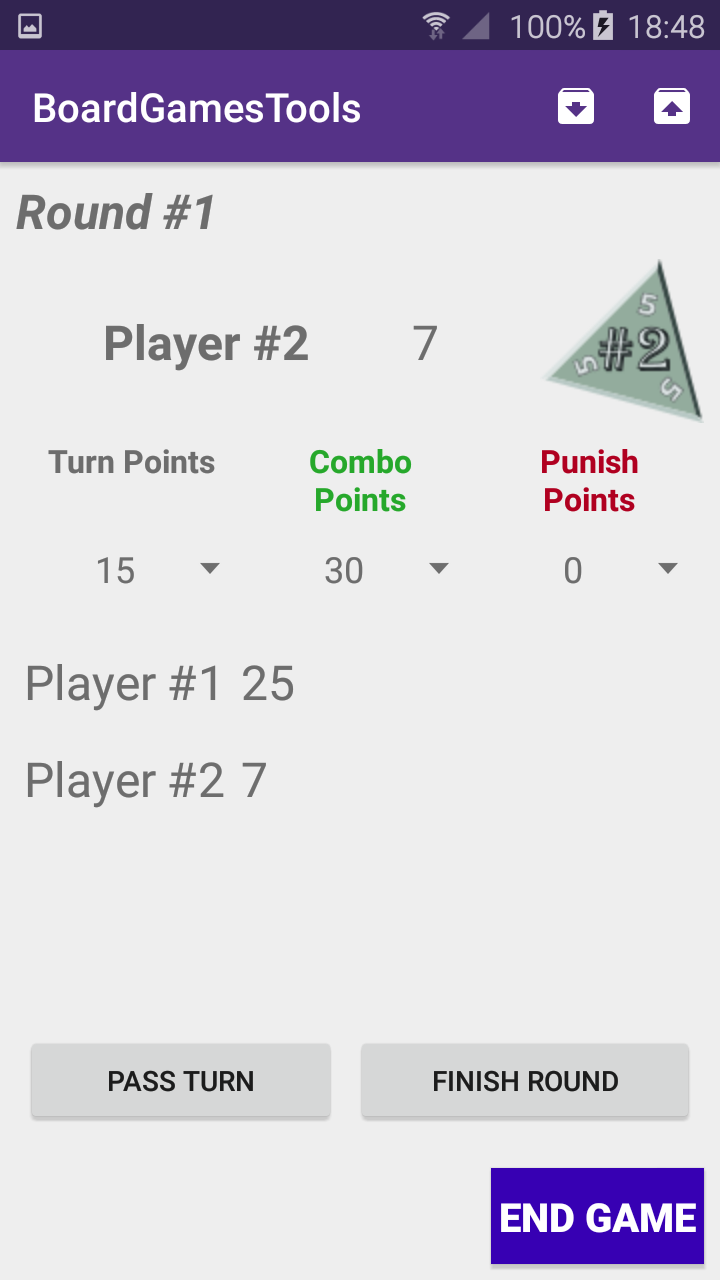 100% 18:48
BoardGamesTools
Round #1
Player #2 7
5
#2
5
5
Turn Points Combo Points Punish Points
15 30 0
Player #1 25
Player #2 7
PASS TURN FINISH ROUND
END GAME